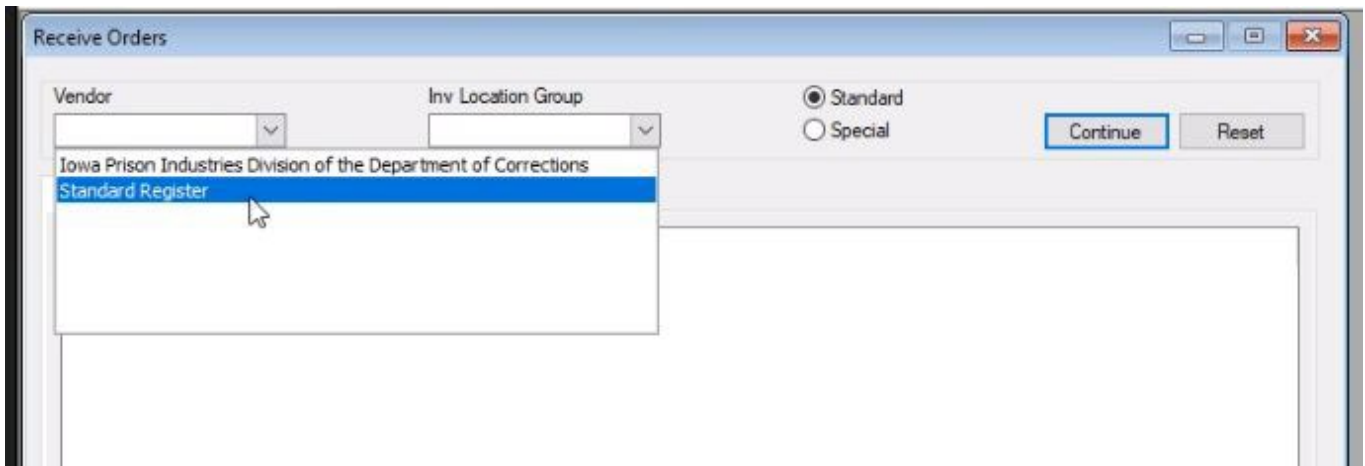 Receive Orders
Vendor
Inv Location Group
Standard
Special
Continue
Reset
Iowa Prison Industries Division of the Department of Corrections
Standard Register